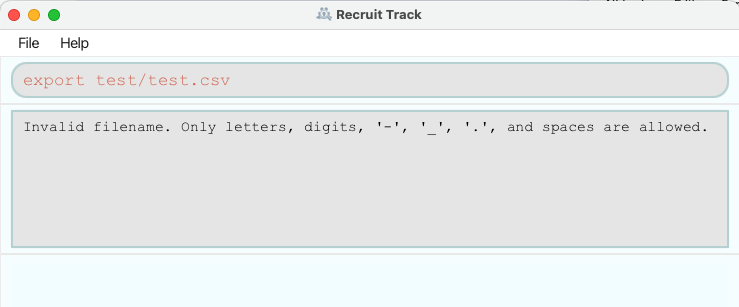 Recruit Track
File Help
export test/test.csv
Invalid filename. Only letters, digits, '-', '_', '.', and spaces are allowed.